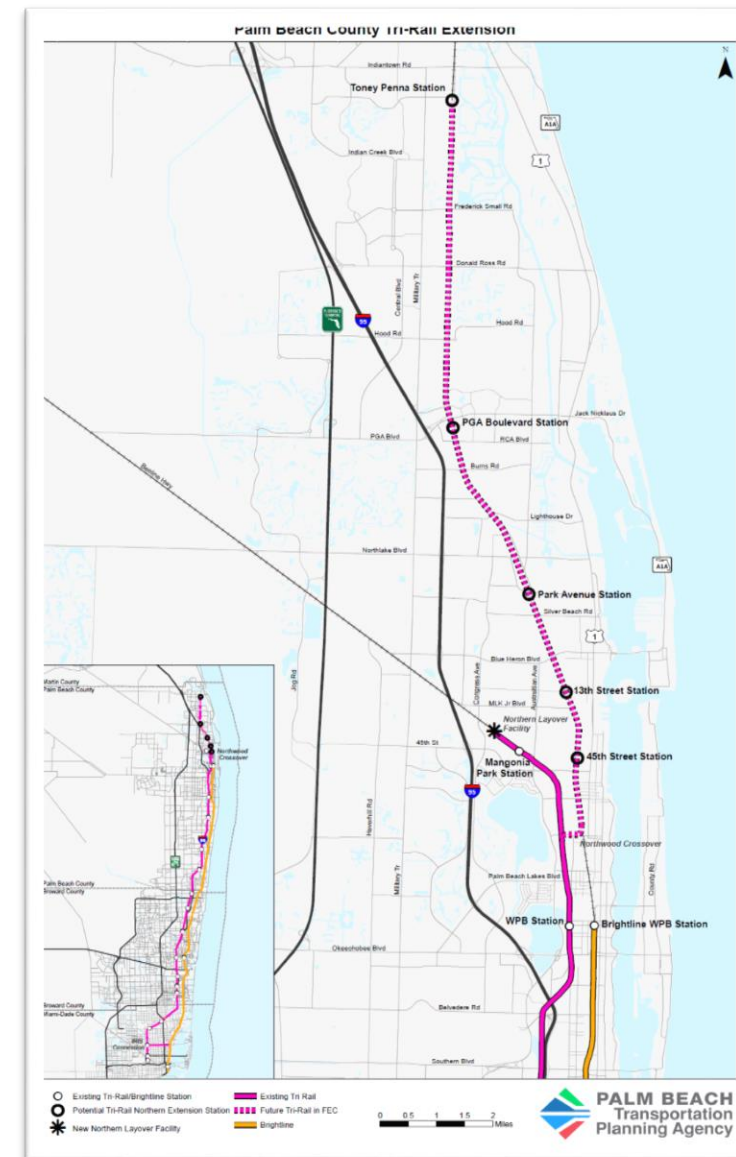 Palm Beach County Tri-Rail Extension
N
Indiantown Rd
Toney Penna Station
A1A
Indian Creek Blvd
1
Frederick Small Rd
Donald Ross Rd
Central Blvd
Military Tr
95
Hood Rd
Hood Rd
Jack Nicklaus Dr
PGA Boulevard Station
PGA Blvd
RCA Blvd
Burns Rd
Beeline Hwy
Lighthouse Dr
Northlake Blvd
A1A
Park Avenue Station
Silver Beach Rd
1
Blue Heron Blvd
Congress Ave
Australian Ave
Jog Rd
13th Street Station
MLK Jr Blvd
Northern Layover
Facility
45th St
Mangonia
Park Station
45th Street Station
95
Haverhill Rd
Military Tr
Northwood Crossover
Palm Beach Lakes Blvd
County Rd
WPB Station
Brightline WPB Station
Okeechobee Blvd
Belvedere Rd
Southern Blvd
Martin County
Palm Beach County
Northwood
Crossover
Palm Beach County
Broward County
Broward County
Miami-Dade County
Existing Tri-Rail/Brightline Station
Existing Tri Rail
Potential Tri-Rail Northern Extension Station
Future Tri-Rail in FEC
New Northern Layover Facility
Brightline
0 0.5 1 1.5 2
Miles
PALM BEACH
Transportation
Planning Agency